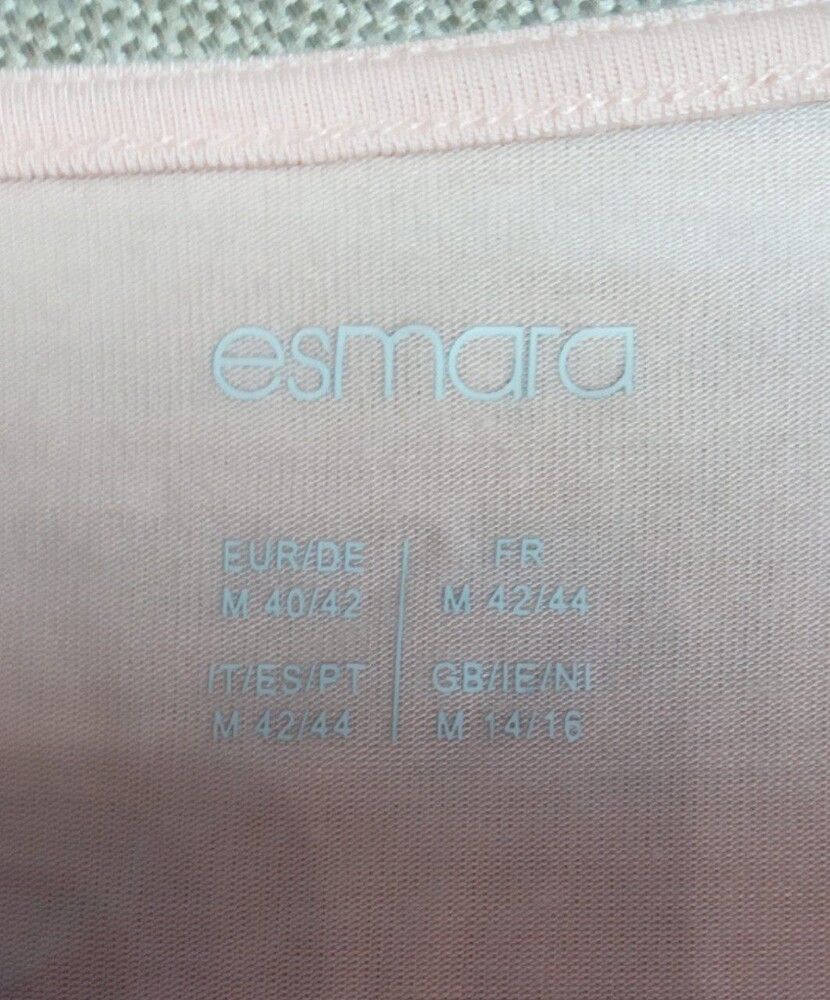 esmara
EUR/DE
M 40/42
FR
M 42/44
IT/ES/PT
M 42/44
GB/IE/NI
M 14/16